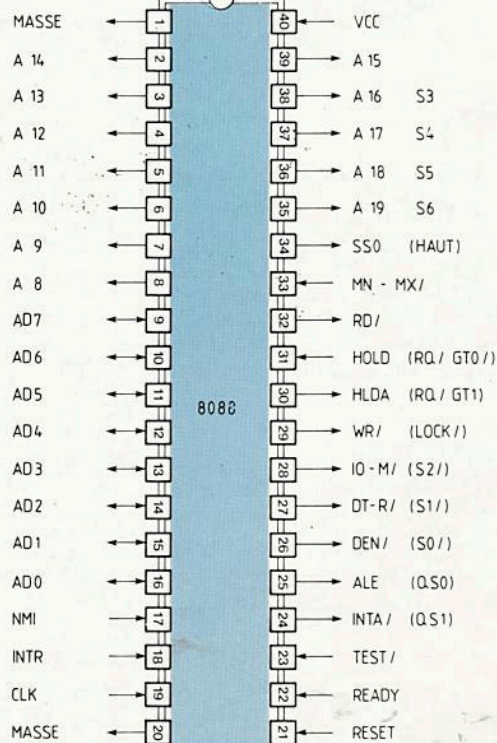 MASSE 1 40 VCC
A 14 2 39 A 15
A 13 3 38 A 16 S3
A 12 4 37 A 17 S4
A 11 5 36 A 18 S5
A 10 6 35 A 19 S6
A 9 7 34 SS0 (HAUT)
A 8 8 33 MN - MX/
AD7 9 32 RD/
AD6 10 31 HOLD (RQ/ GT0/)
AD5 11 30 HLDA (RQ/ GT1)
8088
AD4 12 29 WR/ (LOCK/)
AD3 13 28 IO-M/ (S2/)
AD2 14 27 DT-R/ (S1/)
AD1 15 26 DEN/ (S0/)
AD0 16 25 ALE (QS0)
NMI 17 24 INTA/ (QS1)
INTR 18 23 TEST/
CLK 19 22 READY
MASSE 20 21 RESET